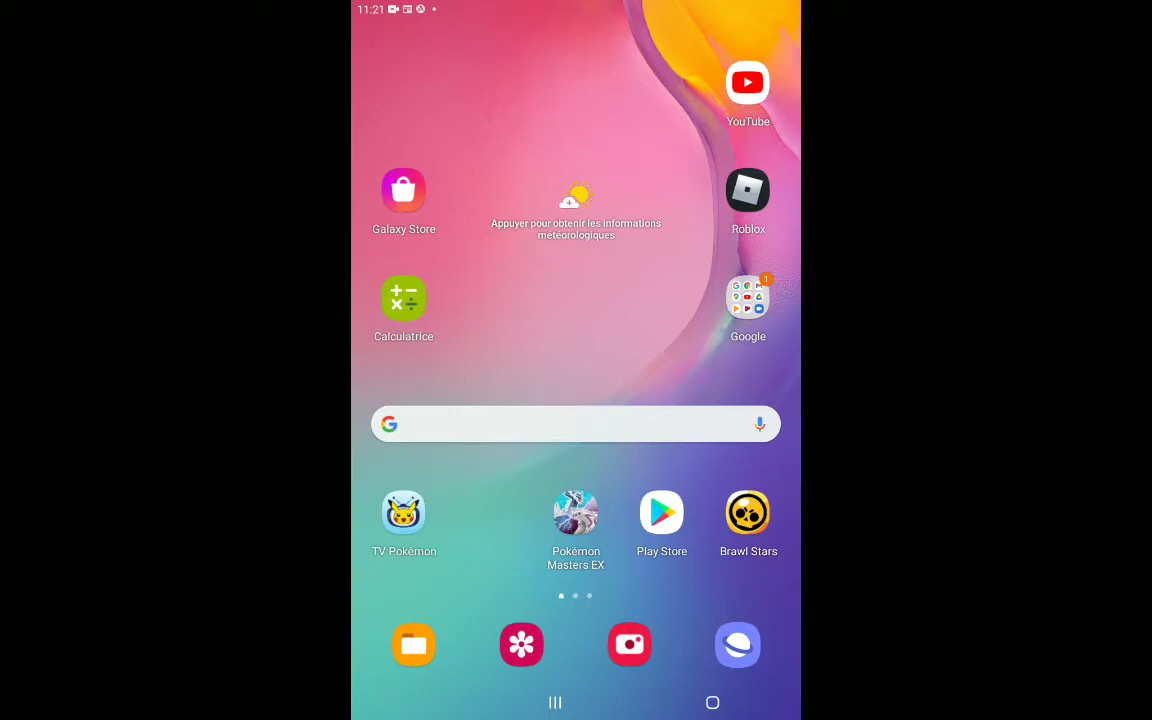 11:21
YouTube
Galaxy Store
Appuyer pour obtenir les informations
météorologiques
Roblox
Calculatrice
1
Google
TV Pokémon
Pokémon
Masters EX
Play Store
Brawl Stars